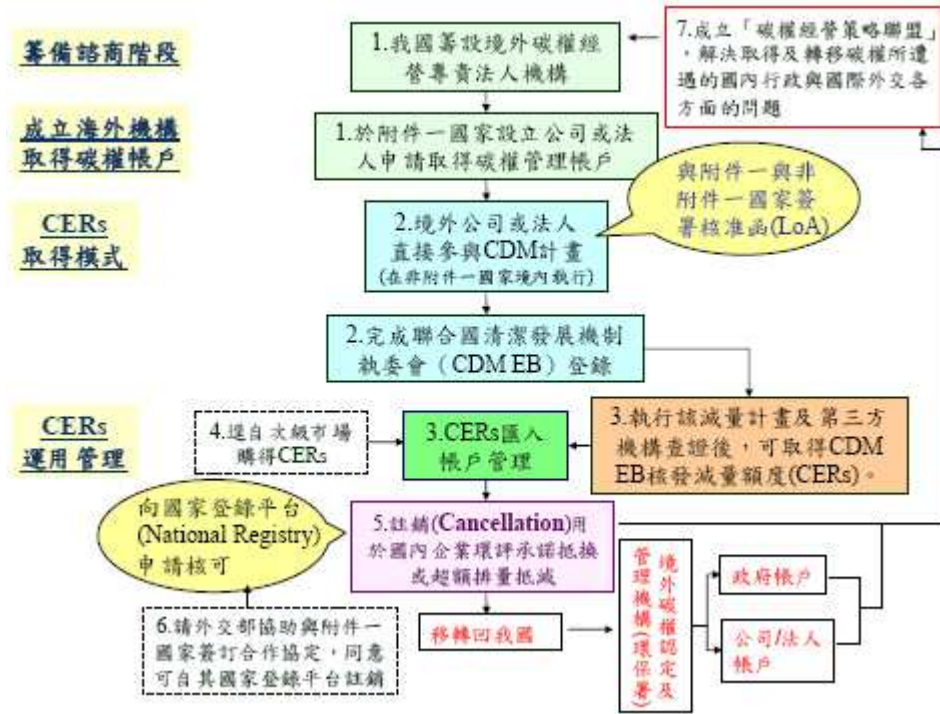 籌備諮商階段
1.我國籌設境外碳權經
營專責法人機構
7.成立「碳權經營策略聯盟」
，解決取得及轉移碳權所遭
遇的國內行政與國際外交各
方面的問題
成立海外機構
取得碳權帳戶
1.於附件一國家設立公司或法
人申請取得碳權管理帳戶
與附件一與非
附件一國家簽
署核准函(LoA)
CERs
取得模式
2.境外公司或法人
直接參與CDM計畫
(在非附件一國家境內執行)
2.完成聯合國清潔發展機制
執委會（CDM EB）登錄
CERs
運用管理
4.逕自次級市場
購得CERs
3.CERs匯入
帳戶管理
3.執行該減量計畫及第三方
機構查證後，可取得CDM
EB核發減量額度(CERs)。
向國家登錄平台
(National Registry)
申請核可
5.註銷(Cancellation)用
於國內企業環評承諾抵換
或超額排量抵減
6.請外交部協助與附件一
國家簽訂合作協定，同意
可自其國家登錄平台註銷
移轉回我國
境外碳權認定及
管理機構(環保署)
政府帳戶
公司/法人
帳戶